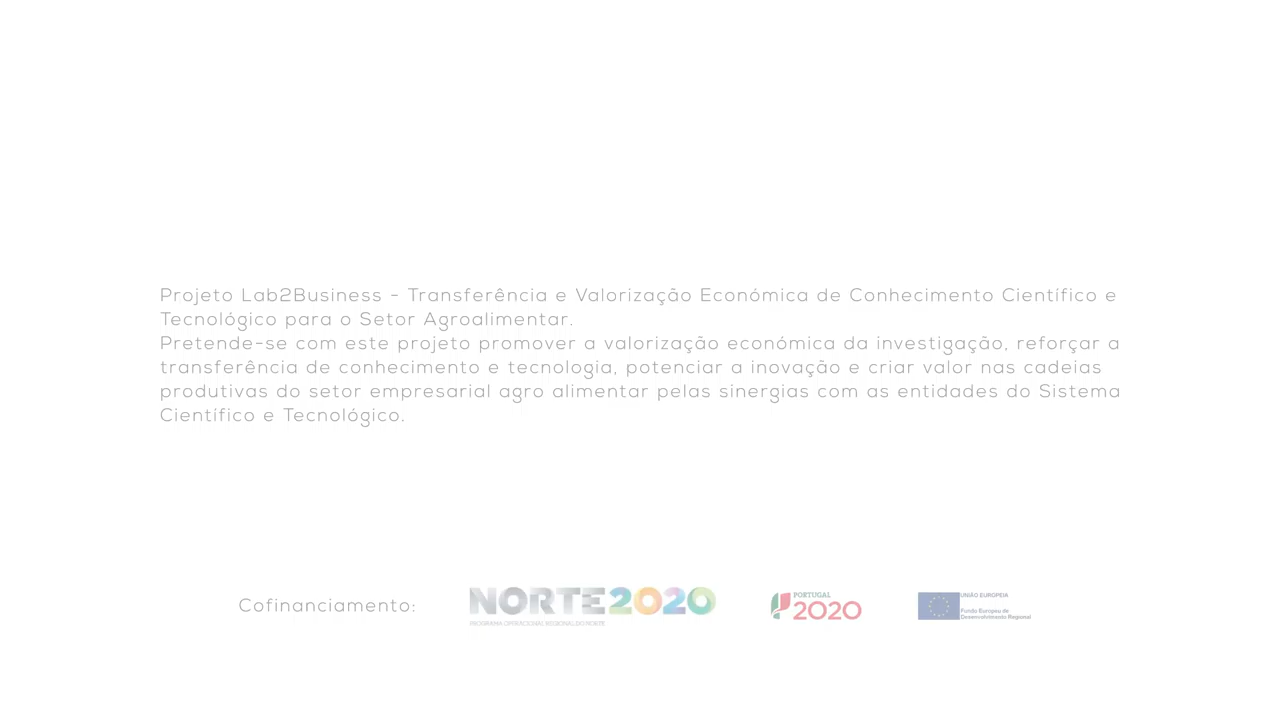 Projeto Lab2Business - Transferência e Valorização Económica de Conhecimento Científico e
Tecnológico para o Setor Agroalimentar.
Pretende-se com este projeto promover a valorização económica da investigação, reforçar a
transferência de conhecimento e tecnologia, potenciar a inovação e criar valor nas cadeias
produtivas do setor empresarial agro alimentar pelas sinergias com as entidades do Sistema
Científico e Tecnológico.
Cofinanciamento:
NORTE2020
PROGRAMA OPERACIONAL REGIONAL DO NORTE
PORTUGAL
2020
UNIÃO EUROPEIA
Fundo Europeu de
Desenvolvimento Regional